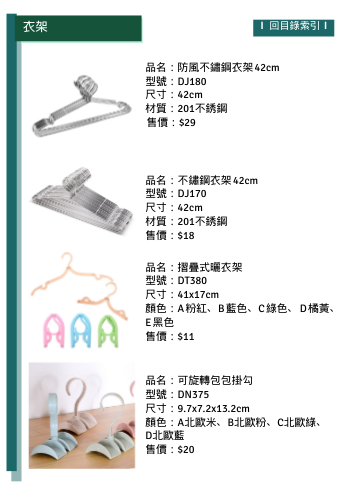 衣架
I 回目錄索引 I
品名：防風不鏽鋼衣架42cm
型號：DJ180
尺寸：42cm
材質：201不銹鋼
售價：$29
品名：不鏽鋼衣架42cm
型號：DJ170
尺寸：42cm
材質：201不銹鋼
售價：$18
品名：摺疊式曬衣架
型號：DT380
尺寸：41x17cm
顏色：A粉紅、B藍色、C綠色、D橘黃、
E黑色
售價：$11
品名：可旋轉包包掛勾
型號：DN375
尺寸：9.7x7.2x13.2cm
顏色：A北歐米、B北歐粉、C北歐綠、
D北歐藍
售價：$20